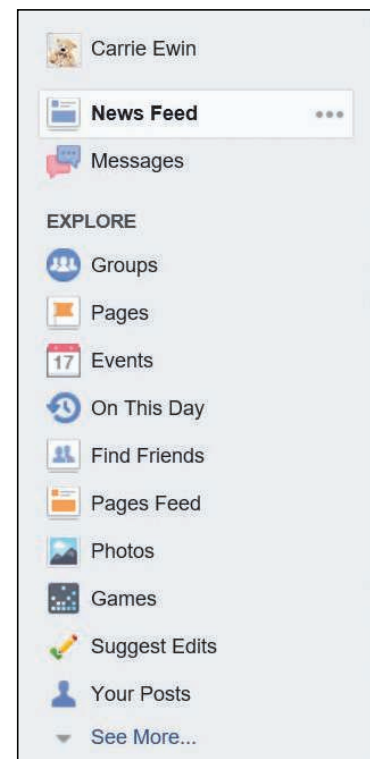 Carrie Ewin
News Feed
Messages
EXPLORE
Groups
Pages
17
Events
On This Day
Find Friends
Pages Feed
Photos
Games
Suggest Edits
Your Posts
See More...